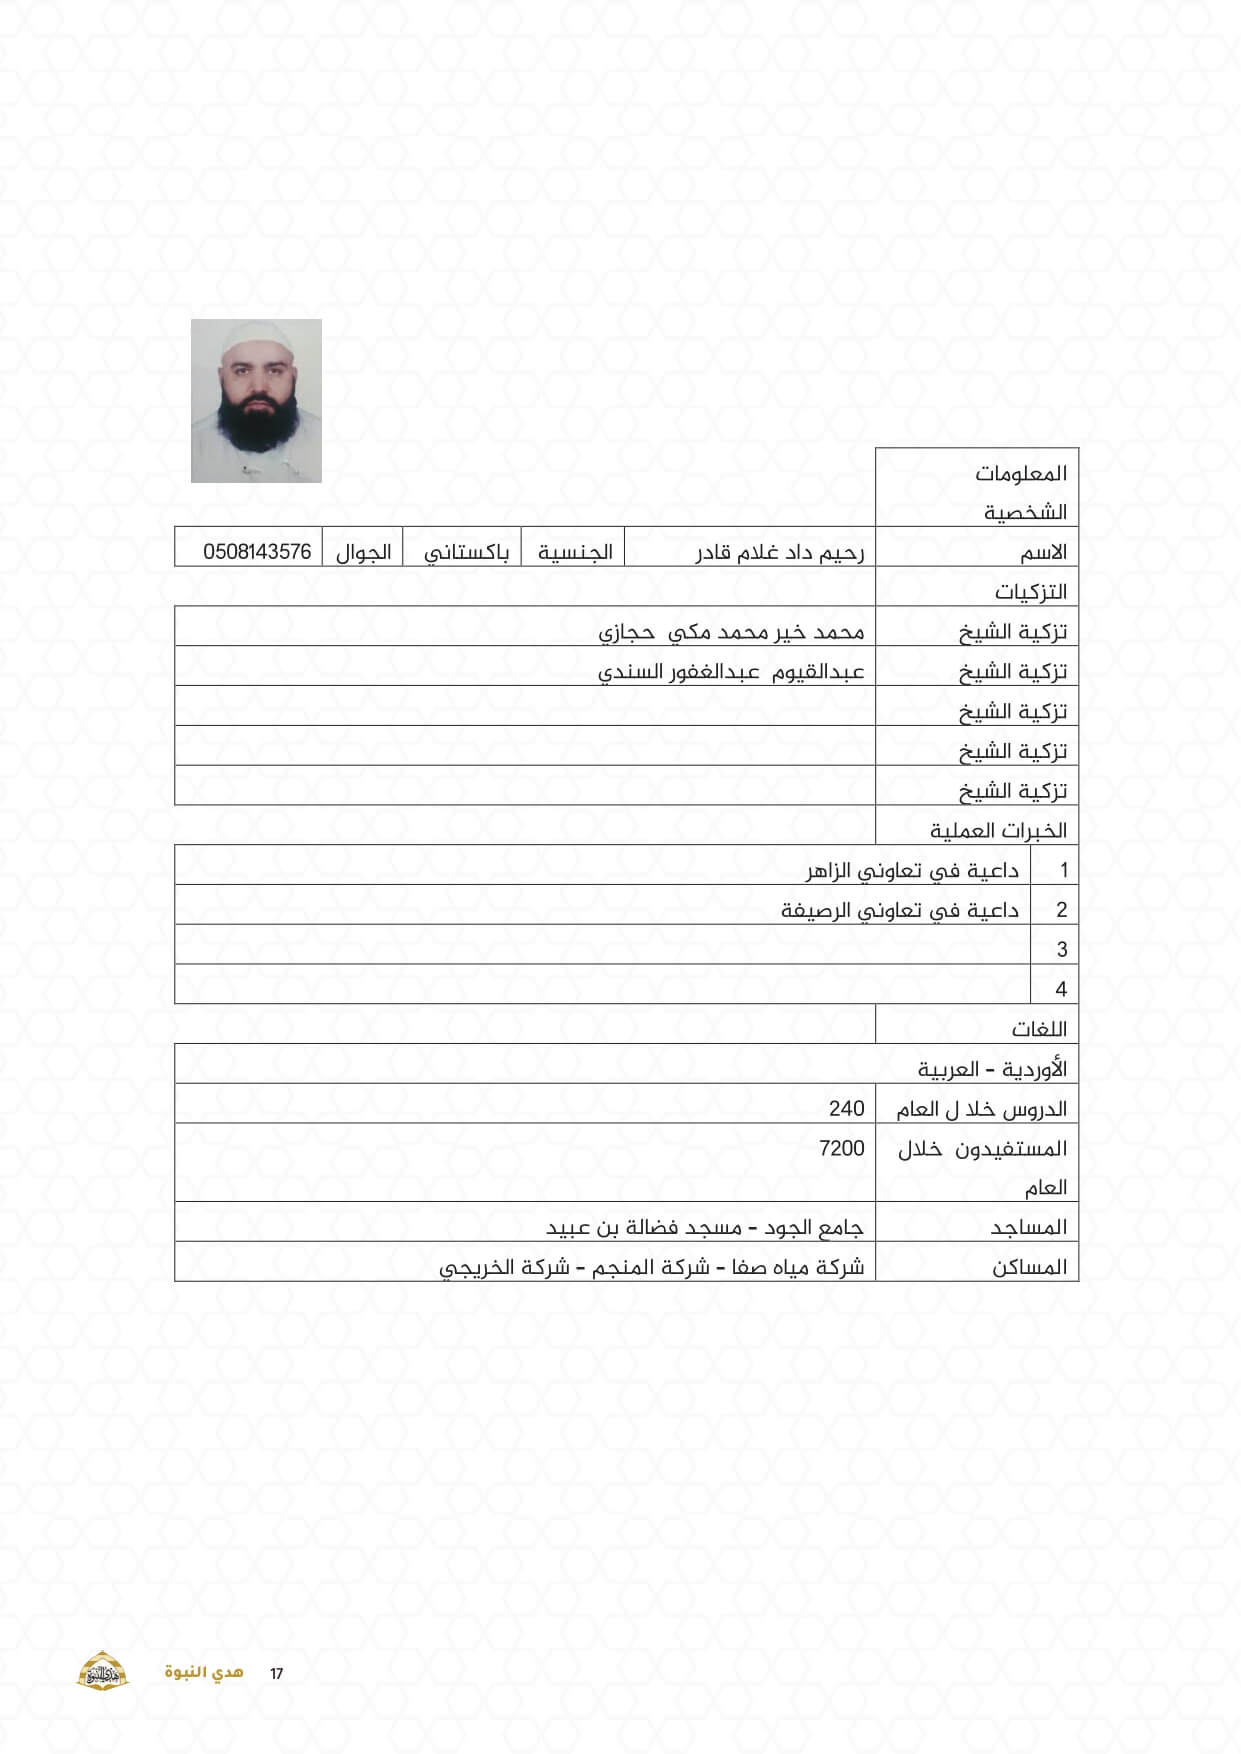 المعلومات
الشخصية
الاسم رحيم داد غلام قادر الجنسية باكستاني الجوال 0508143576
التزكيات
تزكية الشيخ محمد خير محمد مكي حجازي
تزكية الشيخ عبدالقيوم عبدالغفور السندي
تزكية الشيخ
تزكية الشيخ
تزكية الشيخ
الخبرات العملية
1 داعية في تعاوني الزاهر
2 داعية في تعاوني الرصيفة
3
4
اللغات
الأوردية - العربية
الدروس خلا ل العام 240
المستفيدون خلال 7200
العام
المساجد جامع الجود - مسجد فضالة بن عبيد
المساكن شركة مياه صفا - شركة المنجم - شركة الخريجي
17 هدي النبوة
هدي النبوة